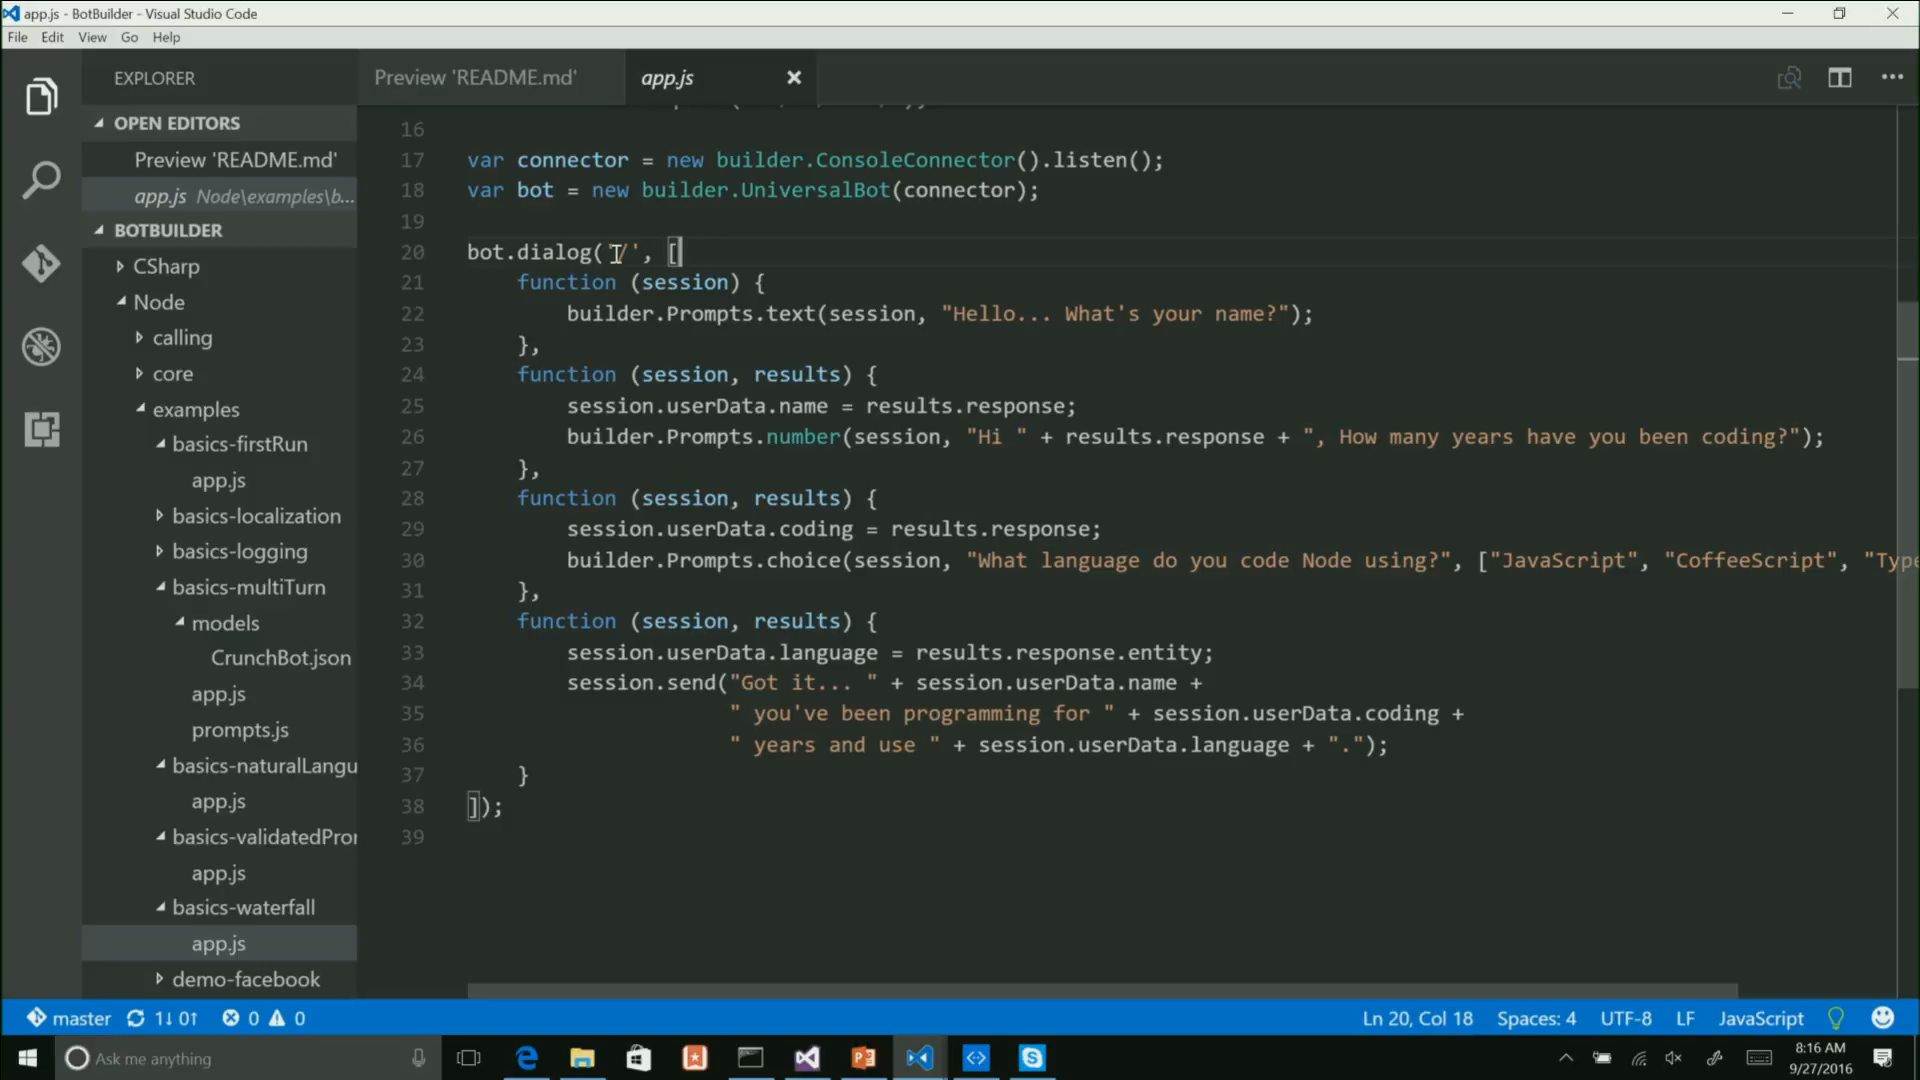 app.js - BotBuilder - Visual Studio Code
File Edit View Go Help
EXPLORER
Preview 'README.md'
app.js
OPEN EDITORS
Preview 'README.md'
app.js Node\examples\b...
BOTBUILDER
CSharp
Node
calling
core
examples
basics-firstRun
app.js
basics-localization
basics-logging
basics-multiTurn
models
CrunchBot.json
app.js
prompts.js
basics-naturalLangu
app.js
basics-validatedPro
app.js
basics-waterfall
app.js
demo-facebook
16
17 var connector = new builder.ConsoleConnector().listen();
18 var bot = new builder.UniversalBot(connector);
19
20 bot.dialog('/', [
21 function (session) {
22 builder.Prompts.text(session, "Hello... What's your name?");
23 },
24 function (session, results) {
25 session.userData.name = results.response;
26 builder.Prompts.number(session, "Hi " + results.response + ", How many years have you been coding?");
27 },
28 function (session, results) {
29 session.userData.coding = results.response;
30 builder.Prompts.choice(session, "What language do you code Node using?", ["JavaScript", "CoffeeScript", "Type
31 },
32 function (session, results) {
33 session.userData.language = results.response.entity;
34 session.send("Got it... " + session.userData.name +
35 " you've been programming for " + session.userData.coding +
36 " years and use " + session.userData.language + ".");
37 }
38 ]);
39
master 1↓ 0↑ 0 0
Ln 20, Col 18 Spaces: 4 UTF-8 LF JavaScript
Ask me anything
8:16 AM
9/27/2016